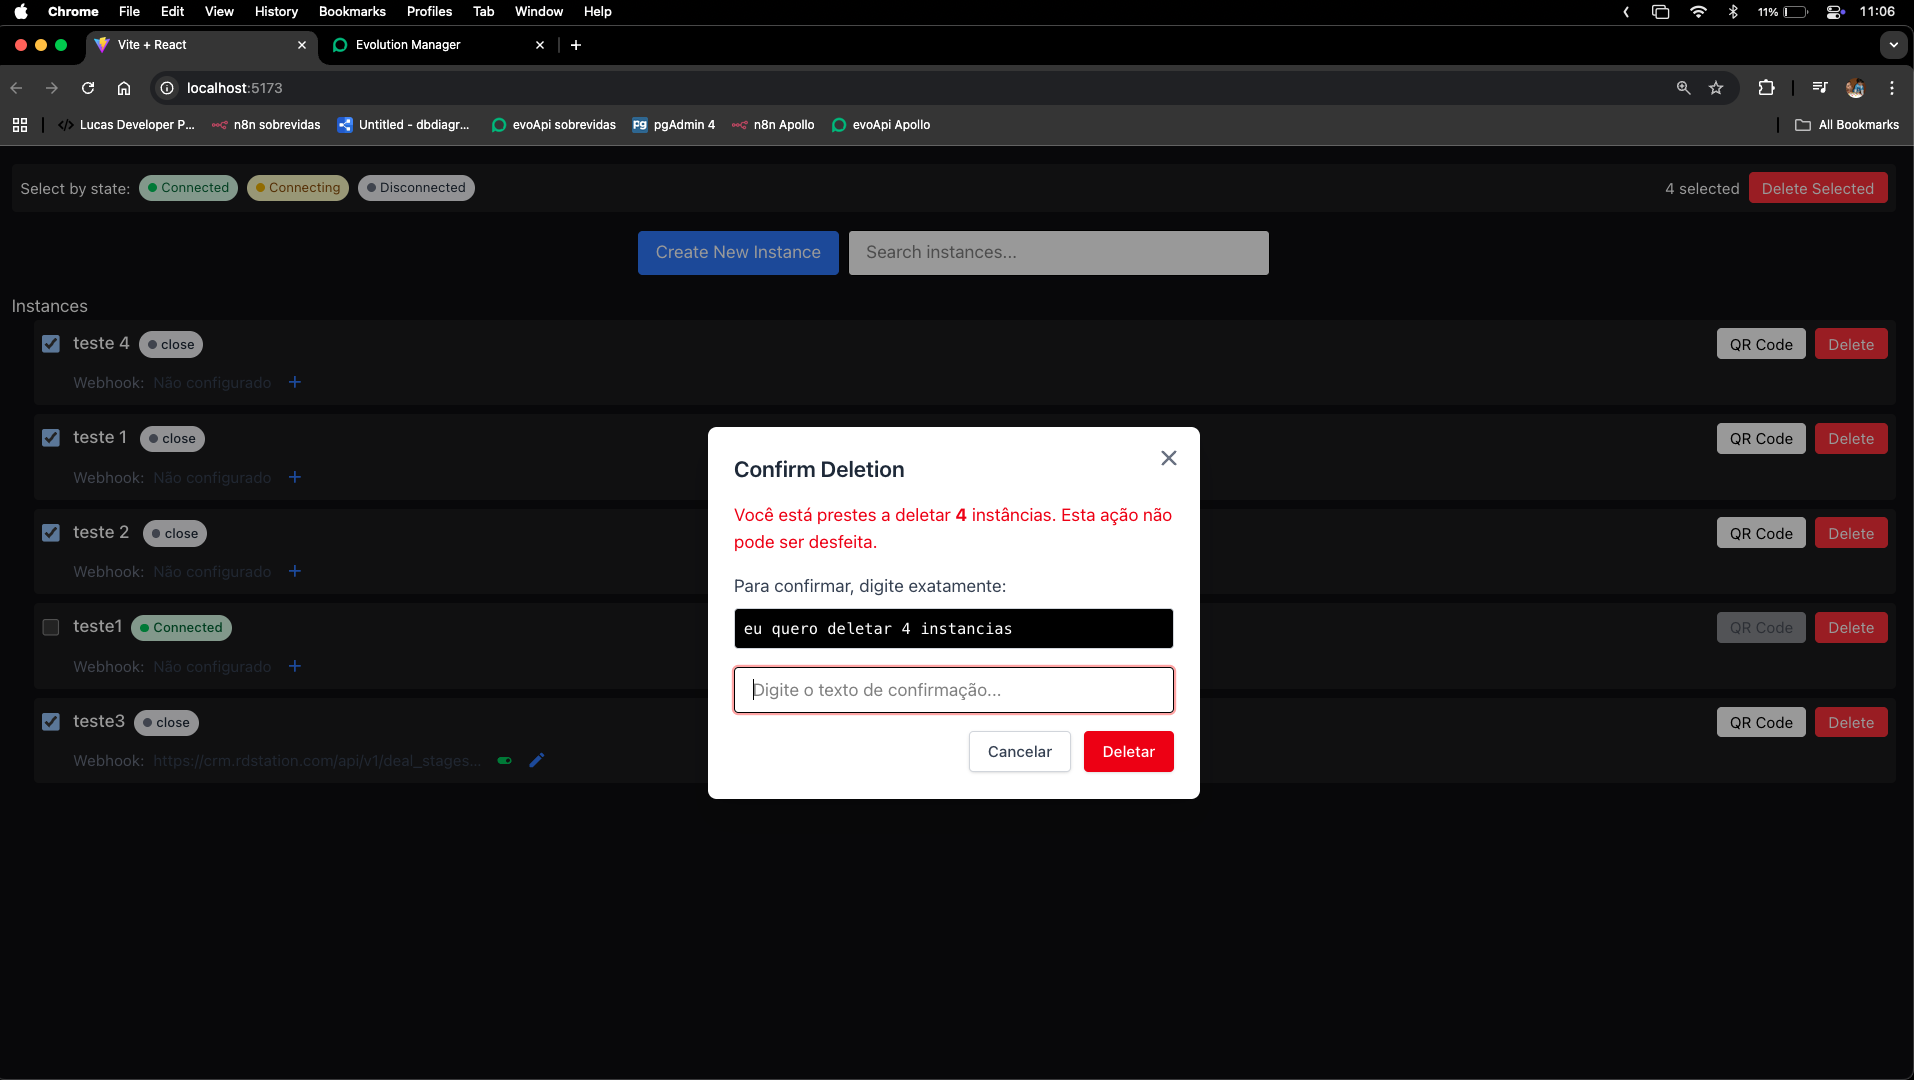 Chrome File Edit View History Bookmarks Profiles Tab Window Help 11% 11:06
Vite + React Evolution Manager
localhost:5173
</> Lucas Developer P... n8n sobrevidas Untitled - dbdiagr... evoApi sobrevidas Pg pgAdmin 4 n8n Apollo evoApi Apollo All Bookmarks
Select by state: Connected Connecting Disconnected 4 selected Delete Selected
Create New Instance Search instances...
Instances
teste 4 close QR Code Delete
Webhook: Não configurado +
teste 1 close QR Code Delete
Webhook: Não configurado +
teste 2 close QR Code Delete
Webhook: Não configurado +
teste1 Connected QR Code Delete
Webhook: Não configurado +
teste3 close QR Code Delete
Webhook: https://crm.rdstation.com/api/v1/deal_stages...
Confirm Deletion
Você está prestes a deletar 4 instâncias. Esta ação não
pode ser desfeita.
Para confirmar, digite exatamente:
eu quero deletar 4 instancias
Digite o texto de confirmação...
Cancelar Deletar